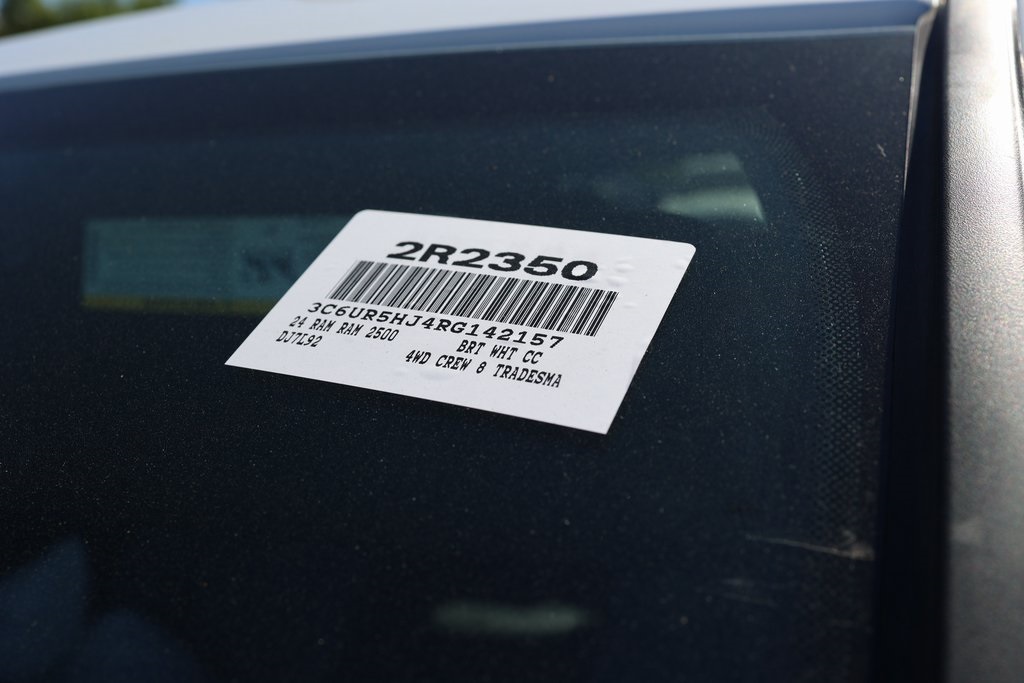 2R2350
3C6UR5HJ4RG142157
24 RAM RAM 2500 BRT WHT CC
DJ7L92 4WD CREW 8 TRADESMA